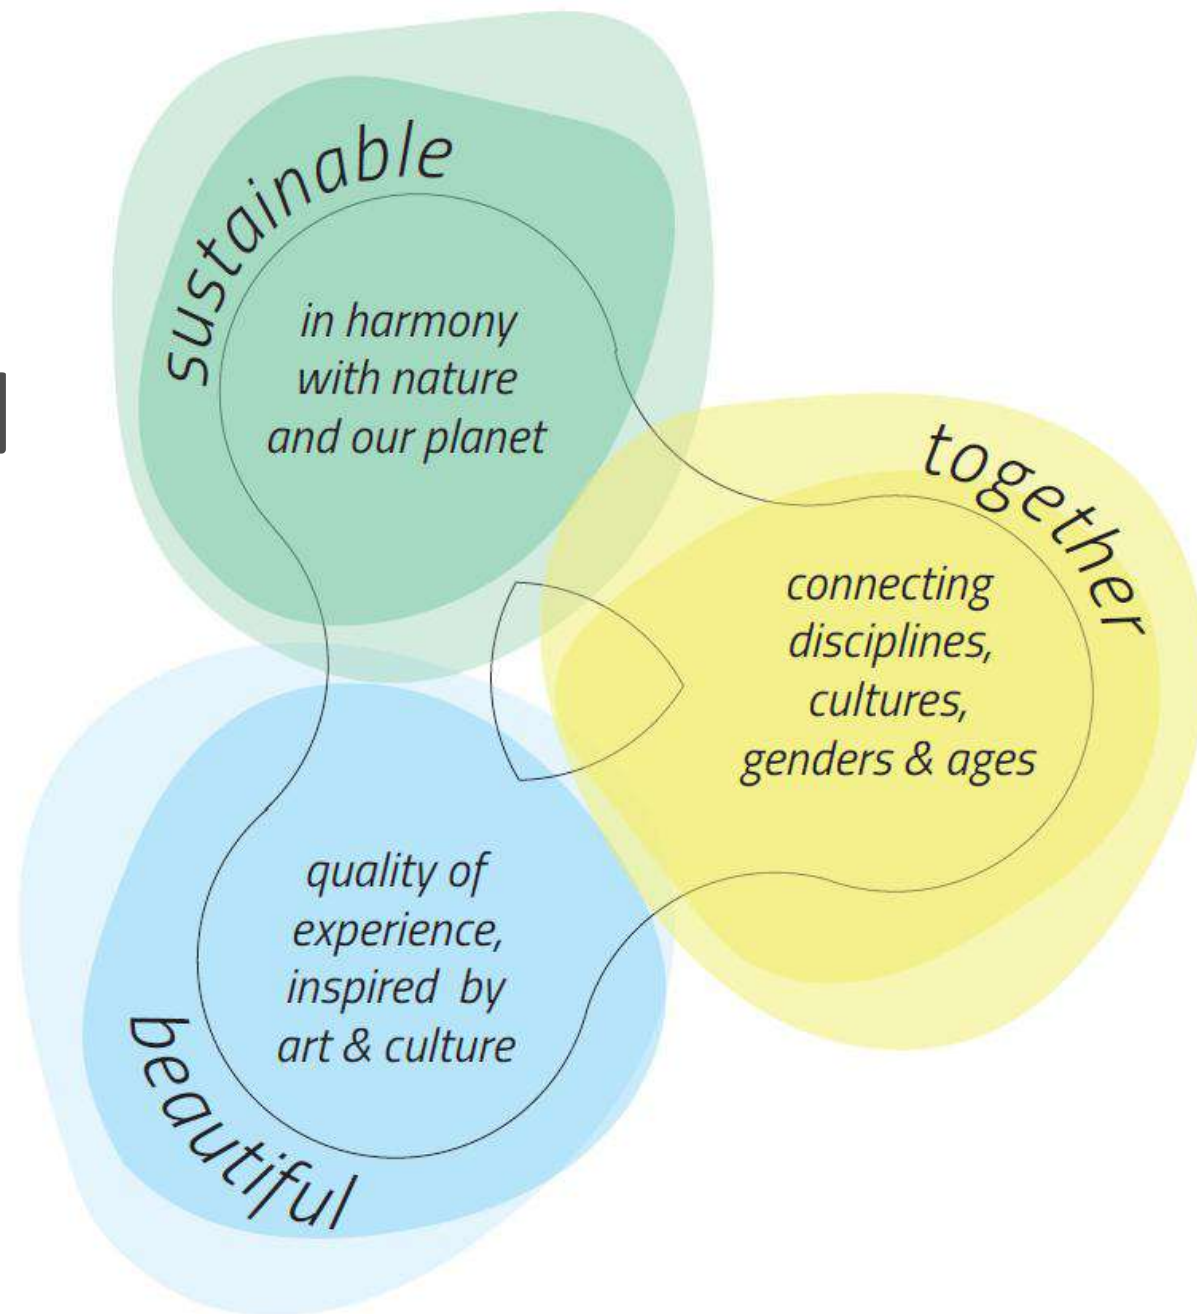 sustainable
in harmony
with nature
and our planet
together
connecting
disciplines,
cultures,
genders & ages
quality of
experience,
inspired by
art & culture
beautiful